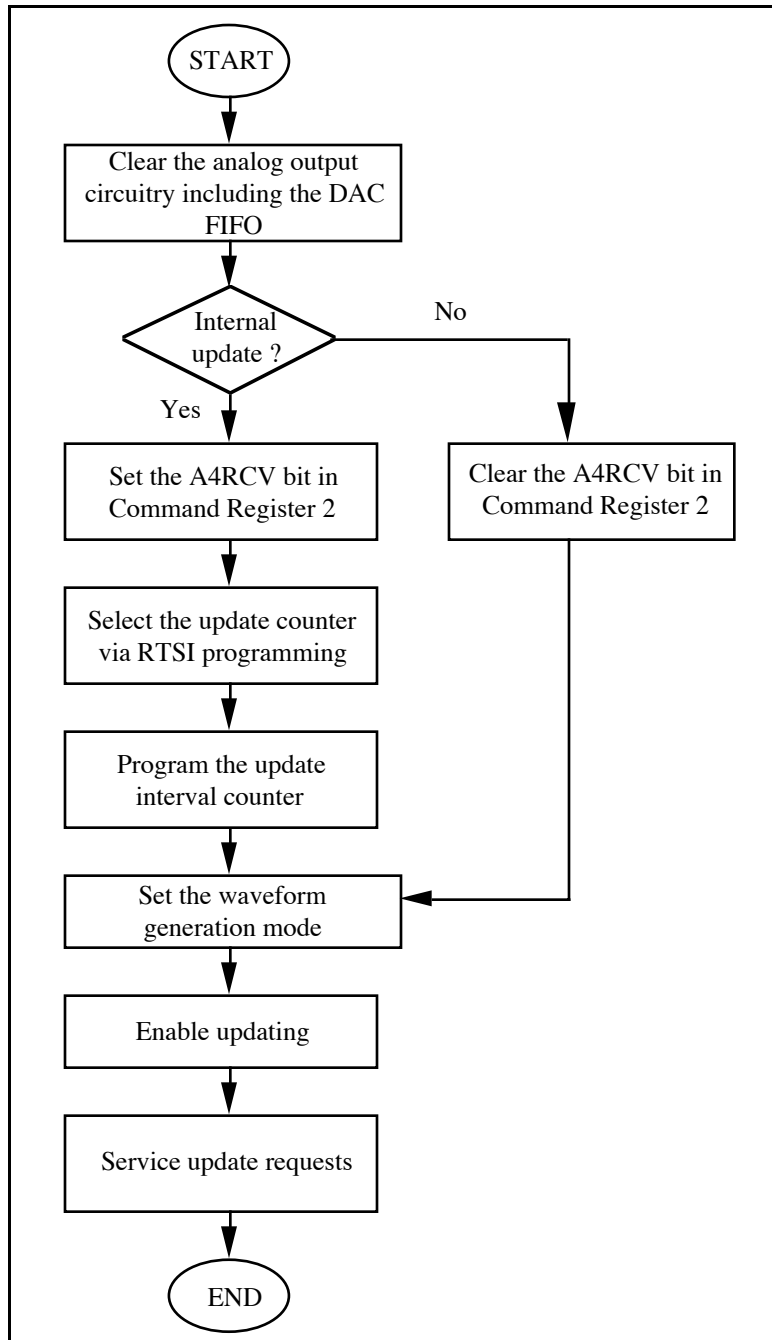 START
Clear the analog output
circuitry including the DAC
FIFO
Internal
update ?
No
Yes
Set the A4RCV bit in
Command Register 2
Clear the A4RCV bit in
Command Register 2
Select the update counter
via RTSI programming
Program the update
interval counter
Set the waveform
generation mode
Enable updating
Service update requests
END